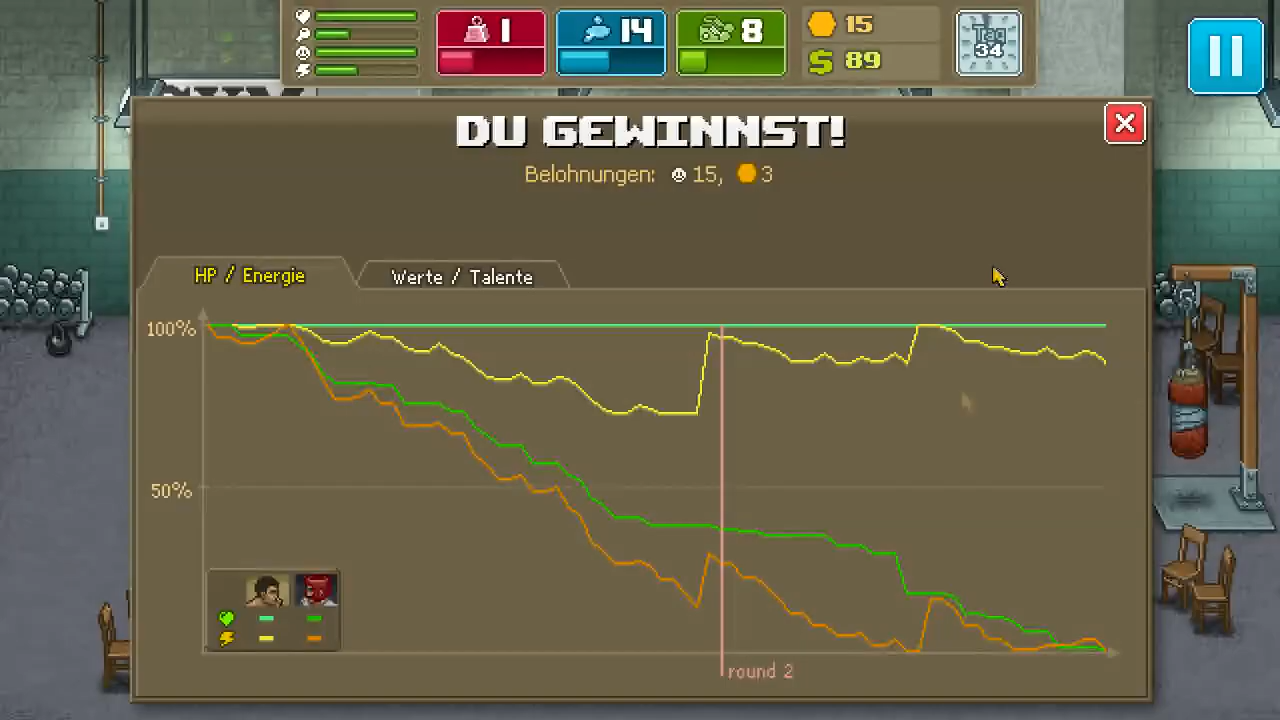 1
14
8
15
89
Tag
34
DU GEWINNST!
Belohnungen: 15, 3
HP / Energie
Werte / Talente
100%
50%
round 2